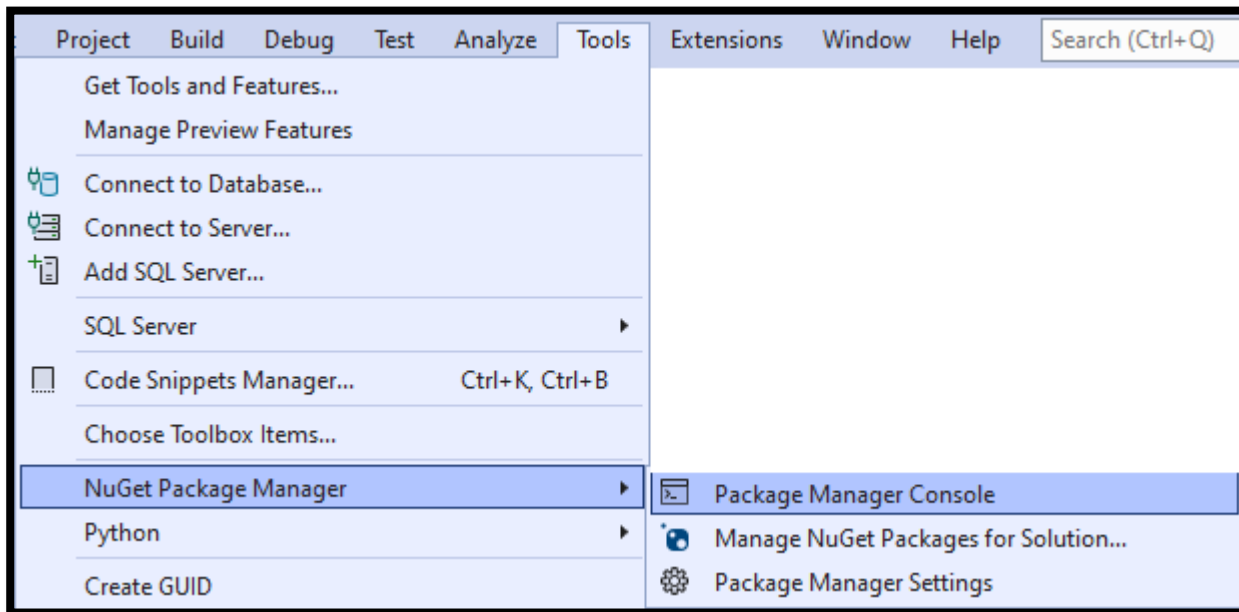 Project Build Debug Test Analyze Tools Extensions Window Help Search (Ctrl+Q)
Get Tools and Features...
Manage Preview Features
Connect to Database...
Connect to Server...
Add SQL Server...
SQL Server
Code Snippets Manager... Ctrl+K, Ctrl+B
Choose Toolbox Items...
NuGet Package Manager
Python
Create GUID
Package Manager Console
Manage NuGet Packages for Solution...
Package Manager Settings